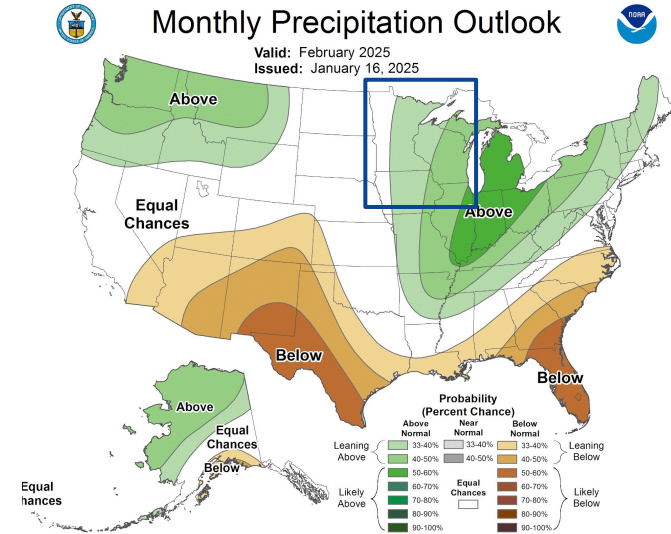 Monthly Precipitation Outlook
Valid: February 2025
Issued: January 16, 2025
NOAA
Above
Equal
Chances
Above
Below
Below
Above
Equal
Chances
Below
Equal
hances
Probability
(Percent Chance)
Above
Normal
Near
Normal
Below
Normal
Leaning
Above
33-40%
33-40%
33-40%
Leaning
Below
40-50%
40-50%
40-50%
Likely
Above
50-60%
50-60%
Likely
Below
60-70%
60-70%
70-80%
70-80%
80-90%
80-90%
90-100%
90-100%
Equal
Chances